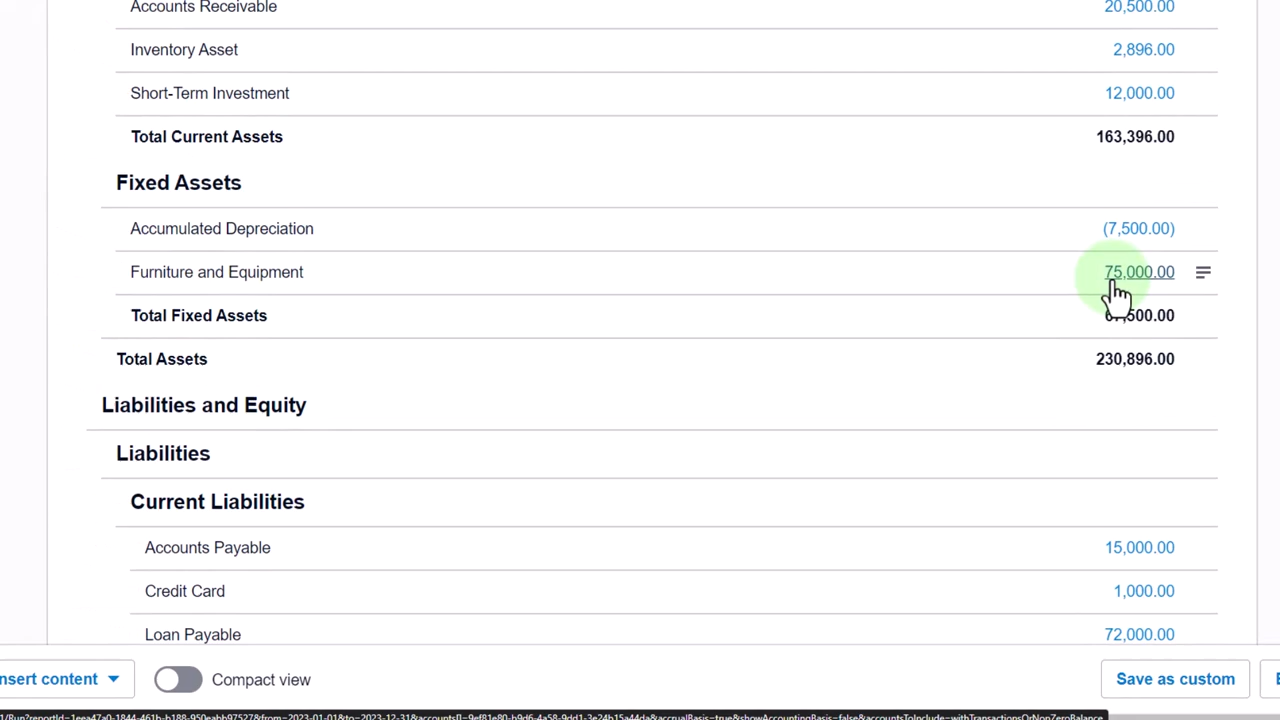 Accounts Receivable 20,500.00
Inventory Asset 2,896.00
Short-Term Investment 12,000.00
Total Current Assets 163,396.00
Fixed Assets
Accumulated Depreciation (7,500.00)
Furniture and Equipment 75,000.00
Total Fixed Assets 67,500.00
Total Assets 230,896.00
Liabilities and Equity
Liabilities
Current Liabilities
Accounts Payable 15,000.00
Credit Card 1,000.00
Loan Payable 72,000.00
nsert content Compact view Save as custom